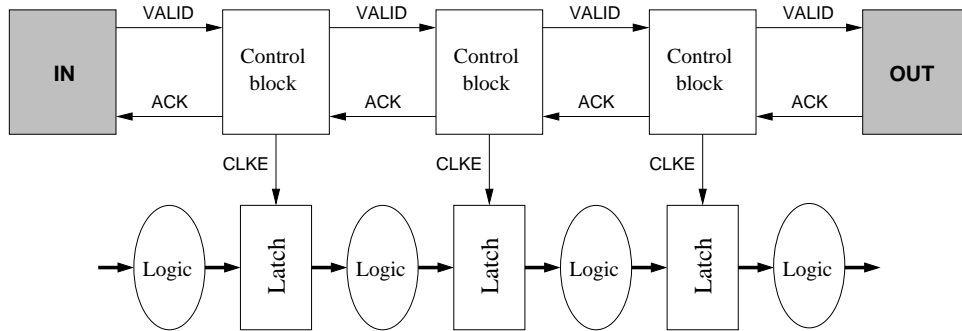 VALID VALID VALID VALID
IN Control block Control block Control block OUT
ACK ACK ACK ACK
CLKE CLKE CLKE
Logic Latch Logic Latch Logic Latch Logic